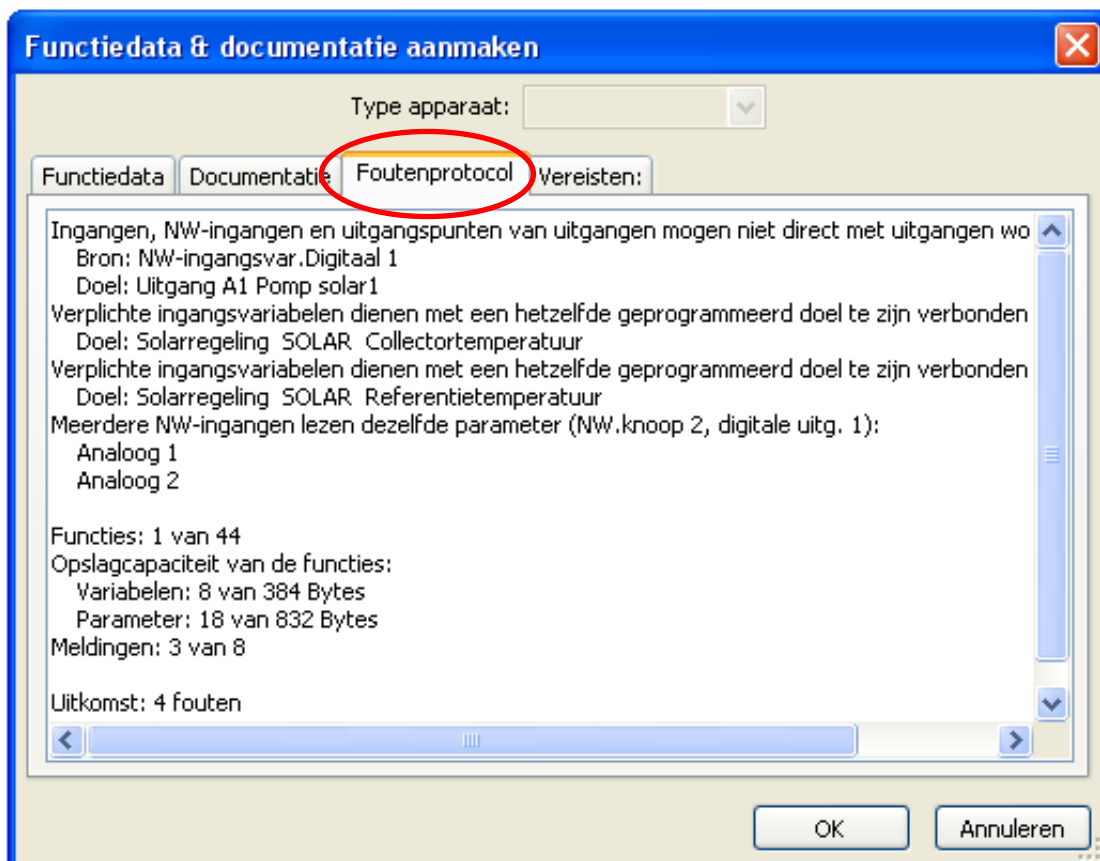 Functiedata & documentatie aanmaken
Type apparaat:
Functiedata Documentatie Foutenprotocol Vereisten:
Ingangen, NW-ingangen en uitgangspunten van uitgangen mogen niet direct met uitgangen wo
Bron: NW-ingangsvar.Digitaal 1
Doel: Uitgang A1 Pomp solar1
Verplichte ingangsvariabelen dienen met een hetzelfde geprogrammeerd doel te zijn verbonden
Doel: Solarregeling SOLAR Collectortemperatuur
Verplichte ingangsvariabelen dienen met een hetzelfde geprogrammeerd doel te zijn verbonden
Doel: Solarregeling SOLAR Referentietemperatuur
Meerdere NW-ingangen lezen dezelfde parameter (NW.knoop 2, digitale uitg. 1):
Analoog 1
Analoog 2
Functies: 1 van 44
Opslagcapaciteit van de functies:
Variabelen: 8 van 384 Bytes
Parameter: 18 van 832 Bytes
Meldingen: 3 van 8
Uitkomst: 4 fouten
OK Annuleren